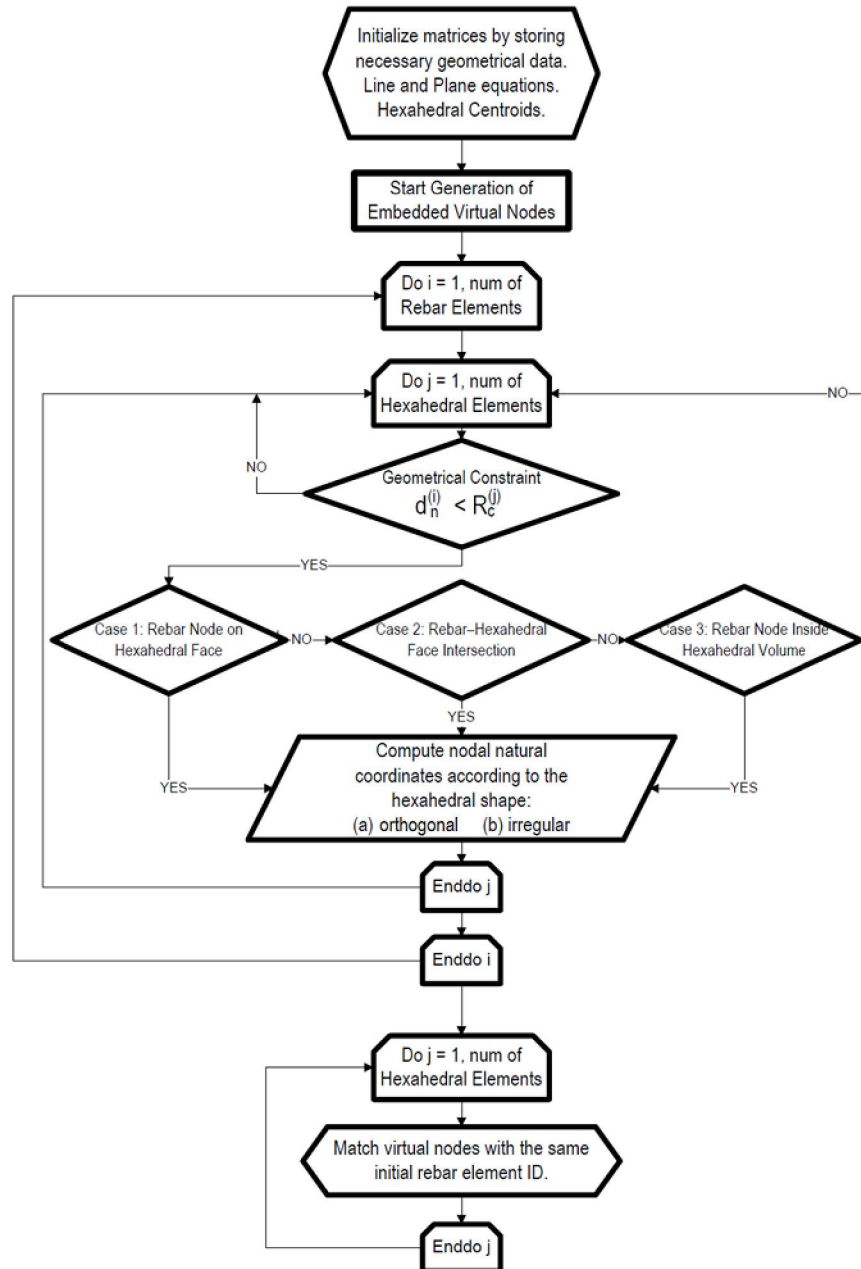 Initialize matrices by storing
necessary geometrical data.
Line and Plane equations.
Hexahedral Centroids.
Start Generation of
Embedded Virtual Nodes
Do i = 1, num of
Rebar Elements
Do j = 1, num of
Hexahedral Elements
NO
NO
Geometrical Constraint
d_n^(i) < R_c^(j)
YES
Case 1: Rebar Node on
Hexahedral Face
NO
Case 2: Rebar–Hexahedral
Face Intersection
NO
Case 3: Rebar Node Inside
Hexahedral Volume
YES
YES
YES
Compute nodal natural
coordinates according to the
hexahedral shape:
(a) orthogonal (b) irregular
Enddo j
Enddo i
Do j = 1, num of
Hexahedral Elements
Match virtual nodes with the same
initial rebar element ID.
Enddo j